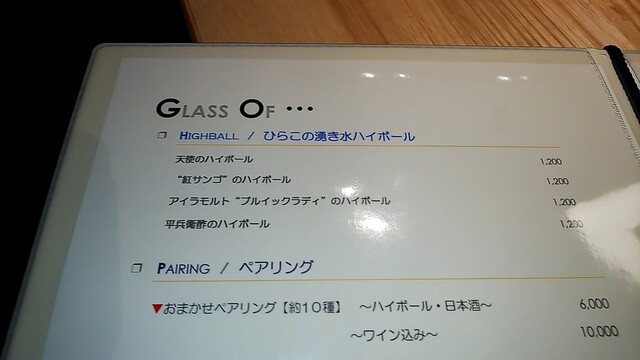 GLASS OF …
❐ HIGHBALL / ひらこの湧き水ハイボール
天使のハイボール 1,200
“紅サンゴ”のハイボール 1,200
アイラモルト“ブルイックラディ”のハイボール 1,200
平兵衛酢のハイボール 1,200
❐ PAIRING / ペアリング
▼おまかせペアリング【約10種】 ～ハイボール・日本酒～ 6,000
～ワイン込み～ 10,000